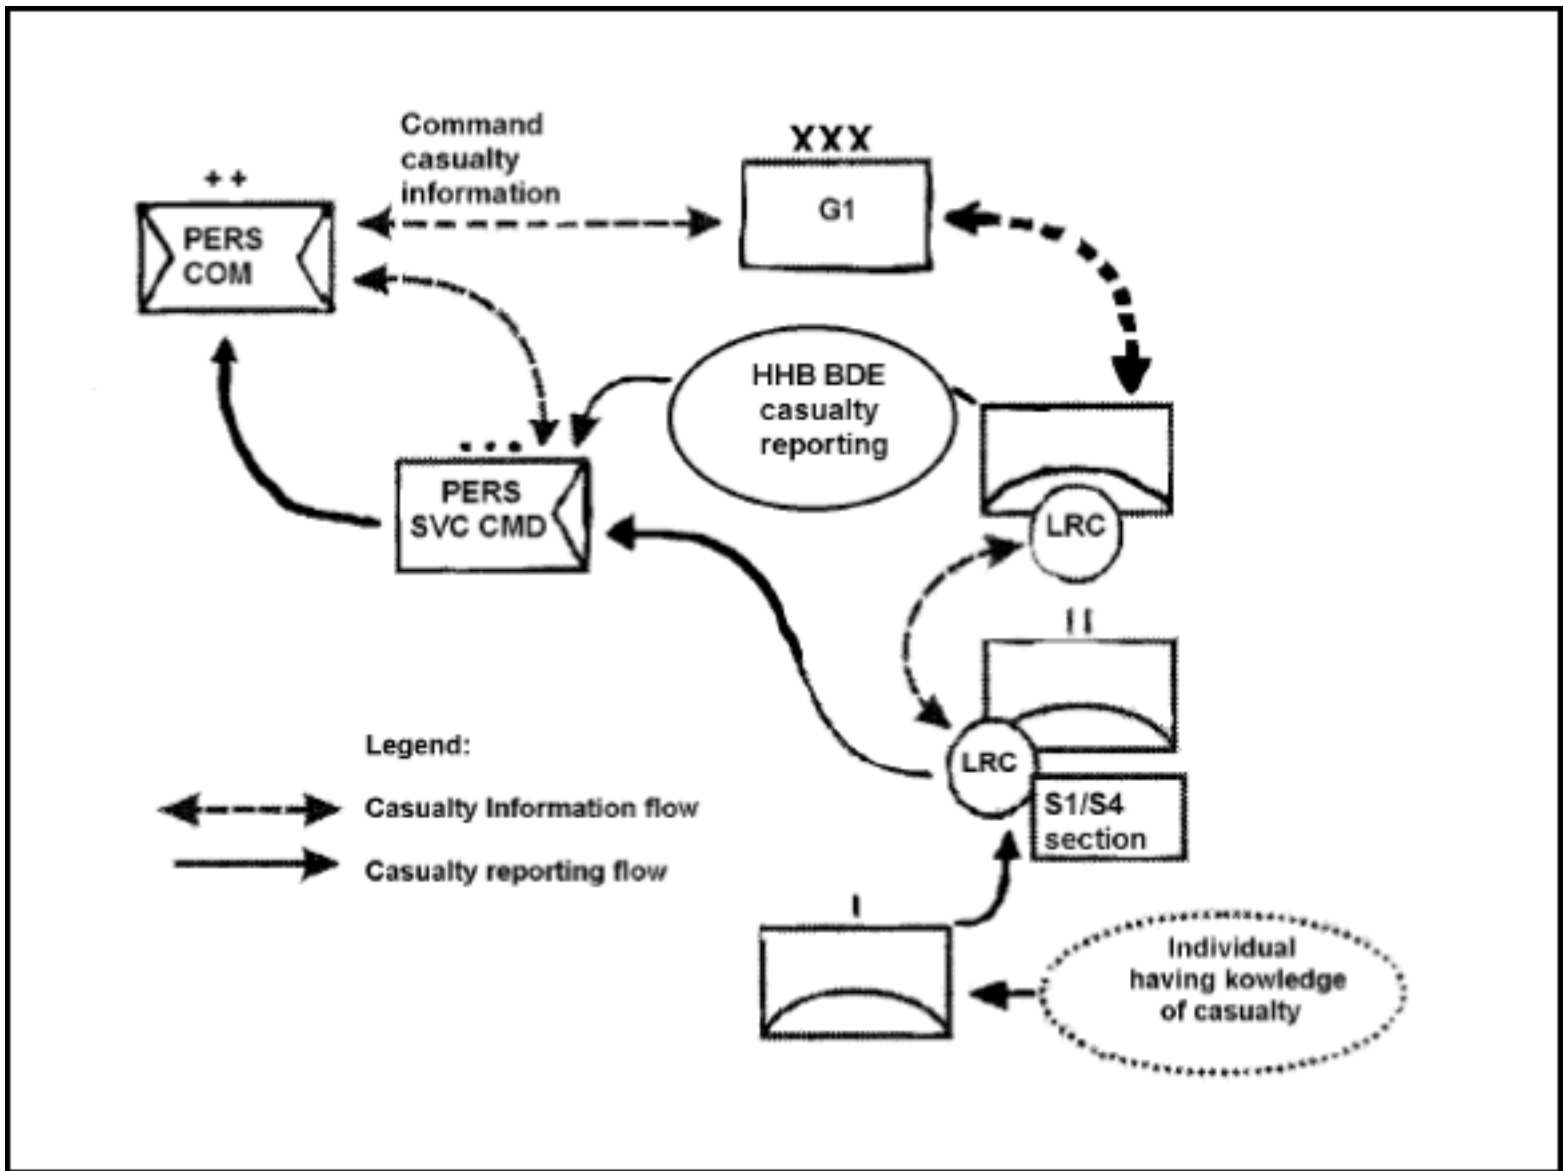 Command
casualty
information
XXX
++
G1
PERS
COM
HHB BDE
casualty
reporting
...
PERS
SVC CMD
LRC
II
LRC
S1/S4
section
Legend:
Casualty Information flow
Casualty reporting flow
I
Individual
having kowledge
of casualty